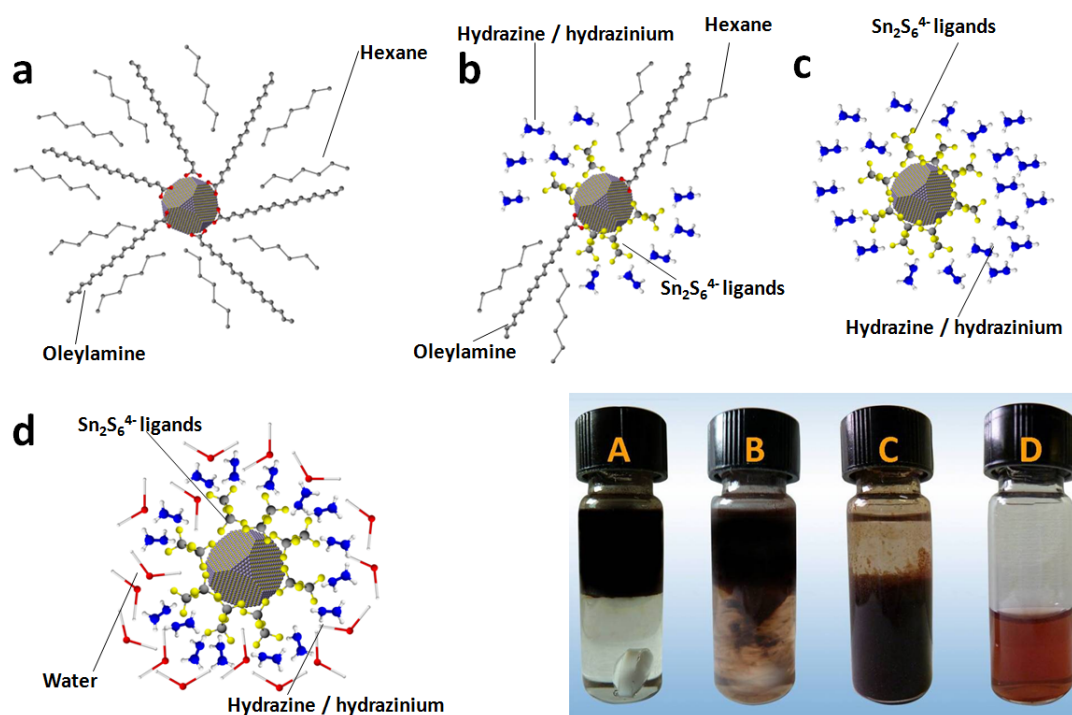 a
Hexane
Oleylamine
b
Hydrazine / hydrazinium
Hexane
Sn₂S₆⁴⁻ ligands
Oleylamine
c
Sn₂S₆⁴⁻ ligands
Hydrazine / hydrazinium
d
Sn₂S₆⁴⁻ ligands
Water
Hydrazine / hydrazinium
A B C D